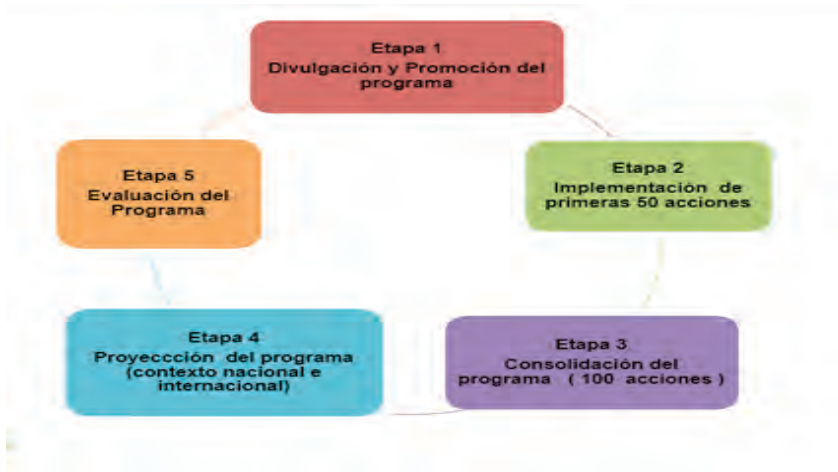 Etapa 1
Divulgación y Promoción del
programa
Etapa 2
Implementación de
primeras 50 acciones
Etapa 3
Consolidación del
programa ( 100 acciones )
Etapa 4
Proyeccción del programa
(contexto nacional e
internacional)
Etapa 5
Evaluación del
Programa